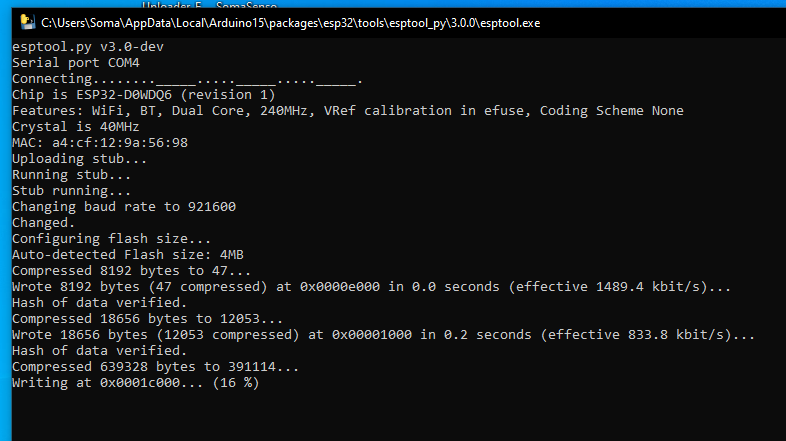 Uploader F SomaSense
C:\Users\Soma\AppData\Local\Arduino15\packages\esp32\tools\esptool_py\3.0.0\esptool.exe
esptool.py v3.0-dev
Serial port COM4
Connecting........_____....._____....._____.
Chip is ESP32-D0WDQ6 (revision 1)
Features: WiFi, BT, Dual Core, 240MHz, VRef calibration in efuse, Coding Scheme None
Crystal is 40MHz
MAC: a4:cf:12:9a:56:98
Uploading stub...
Running stub...
Stub running...
Changing baud rate to 921600
Changed.
Configuring flash size...
Auto-detected Flash size: 4MB
Compressed 8192 bytes to 47...
Wrote 8192 bytes (47 compressed) at 0x0000e000 in 0.0 seconds (effective 1489.4 kbit/s)...
Hash of data verified.
Compressed 18656 bytes to 12053...
Wrote 18656 bytes (12053 compressed) at 0x00001000 in 0.2 seconds (effective 833.8 kbit/s)...
Hash of data verified.
Compressed 639328 bytes to 391114...
Writing at 0x0001c000... (16 %)